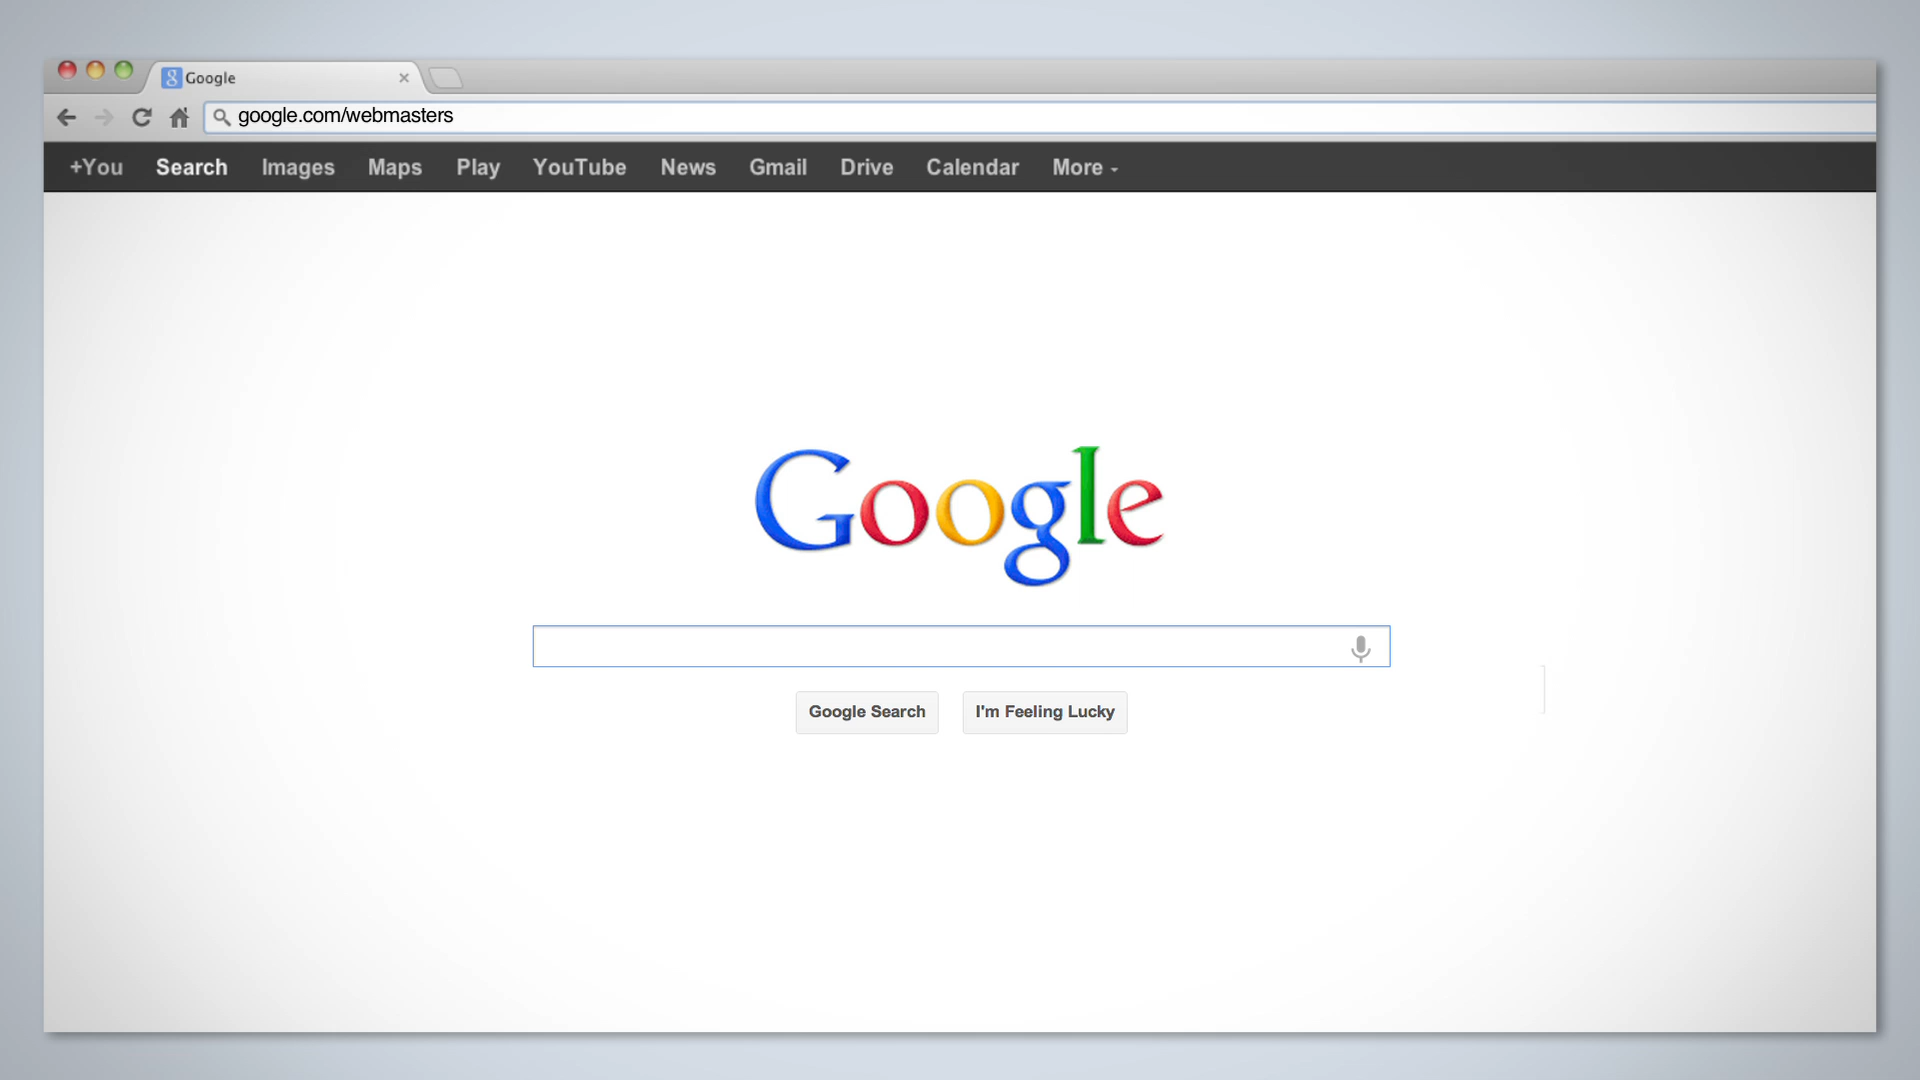 Google
google.com/webmasters
+You Search Images Maps Play YouTube News Gmail Drive Calendar More
Google
Google Search I'm Feeling Lucky